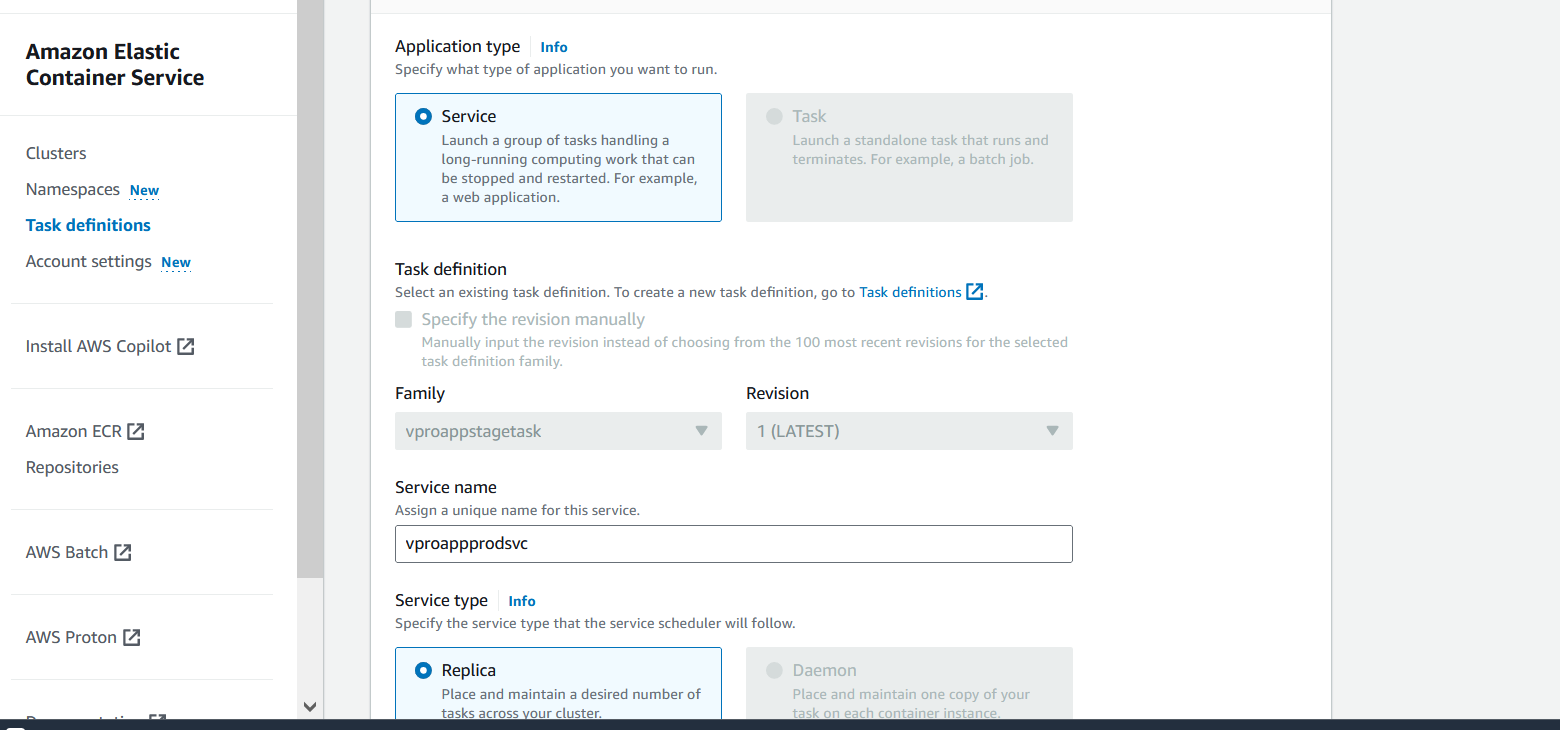 Amazon Elastic
Container Service
Clusters
Namespaces New
Task definitions
Account settings New
Install AWS Copilot
Amazon ECR
Repositories
AWS Batch
AWS Proton
Application type Info
Specify what type of application you want to run.
Service
Launch a group of tasks handling a
long-running computing work that can
be stopped and restarted. For example,
a web application.
Task
Launch a standalone task that runs and
terminates. For example, a batch job.
Task definition
Select an existing task definition. To create a new task definition, go to Task definitions.
Specify the revision manually
Manually input the revision instead of choosing from the 100 most recent revisions for the selected
task definition family.
Family
vproappstagetask
Revision
1 (LATEST)
Service name
Assign a unique name for this service.
vproappprodsvc
Service type Info
Specify the service type that the service scheduler will follow.
Replica
Place and maintain a desired number of
tasks across your cluster.
Daemon
Place and maintain one copy of your
task on each container instance.